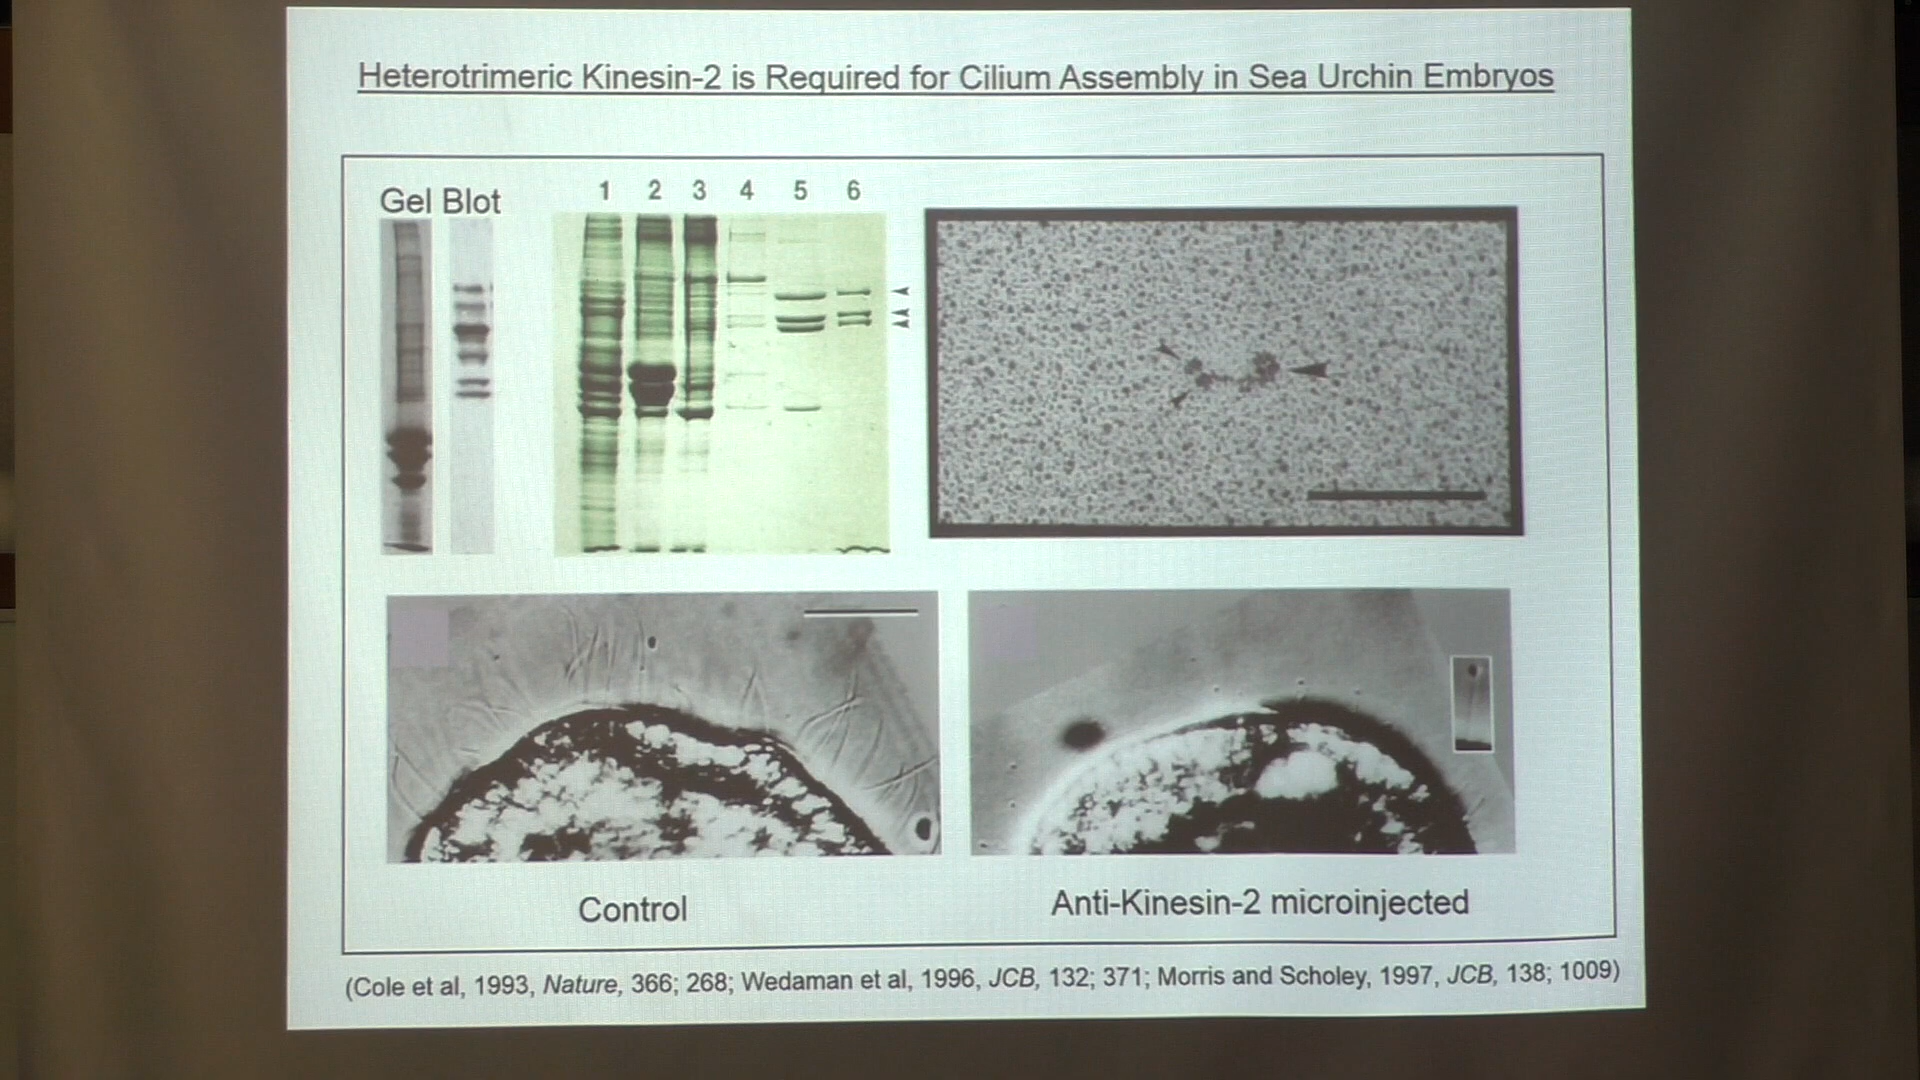 Heterotrimeric Kinesin-2 is Required for Cilium Assembly in Sea Urchin Embryos
Gel Blot
1 2 3 4 5 6
Control
Anti-Kinesin-2 microinjected
(Cole et al, 1993, Nature, 366; 268; Wedaman et al, 1996, JCB, 132; 371; Morris and Scholey, 1997, JCB, 138; 1009)